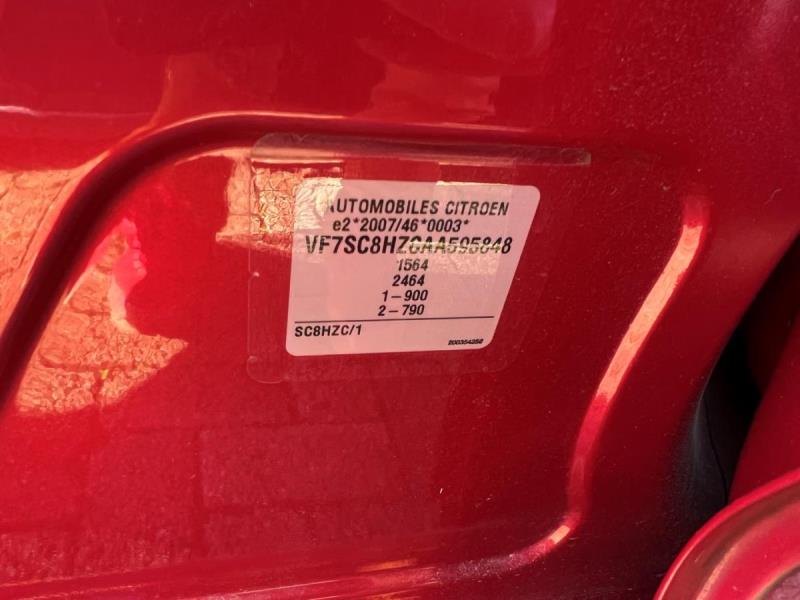 AUTOMOBILES CITROEN
e2*2007/46*0003*
VF7SC8HZCAA595848
1564
2464
1-900
2-790
SC8HZC/1